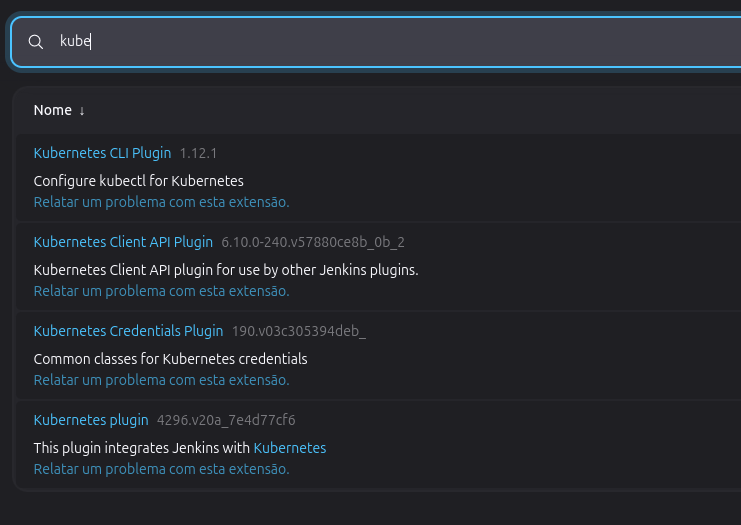 kube
Nome ↓
Kubernetes CLI Plugin 1.12.1
Configure kubectl for Kubernetes
Relatar um problema com esta extensão.
Kubernetes Client API Plugin 6.10.0-240.v57880ce8b_0b_2
Kubernetes Client API plugin for use by other Jenkins plugins.
Relatar um problema com esta extensão.
Kubernetes Credentials Plugin 190.v03c305394deb_
Common classes for Kubernetes credentials
Relatar um problema com esta extensão.
Kubernetes plugin 4296.v20a_7e4d77cf6
This plugin integrates Jenkins with Kubernetes
Relatar um problema com esta extensão.